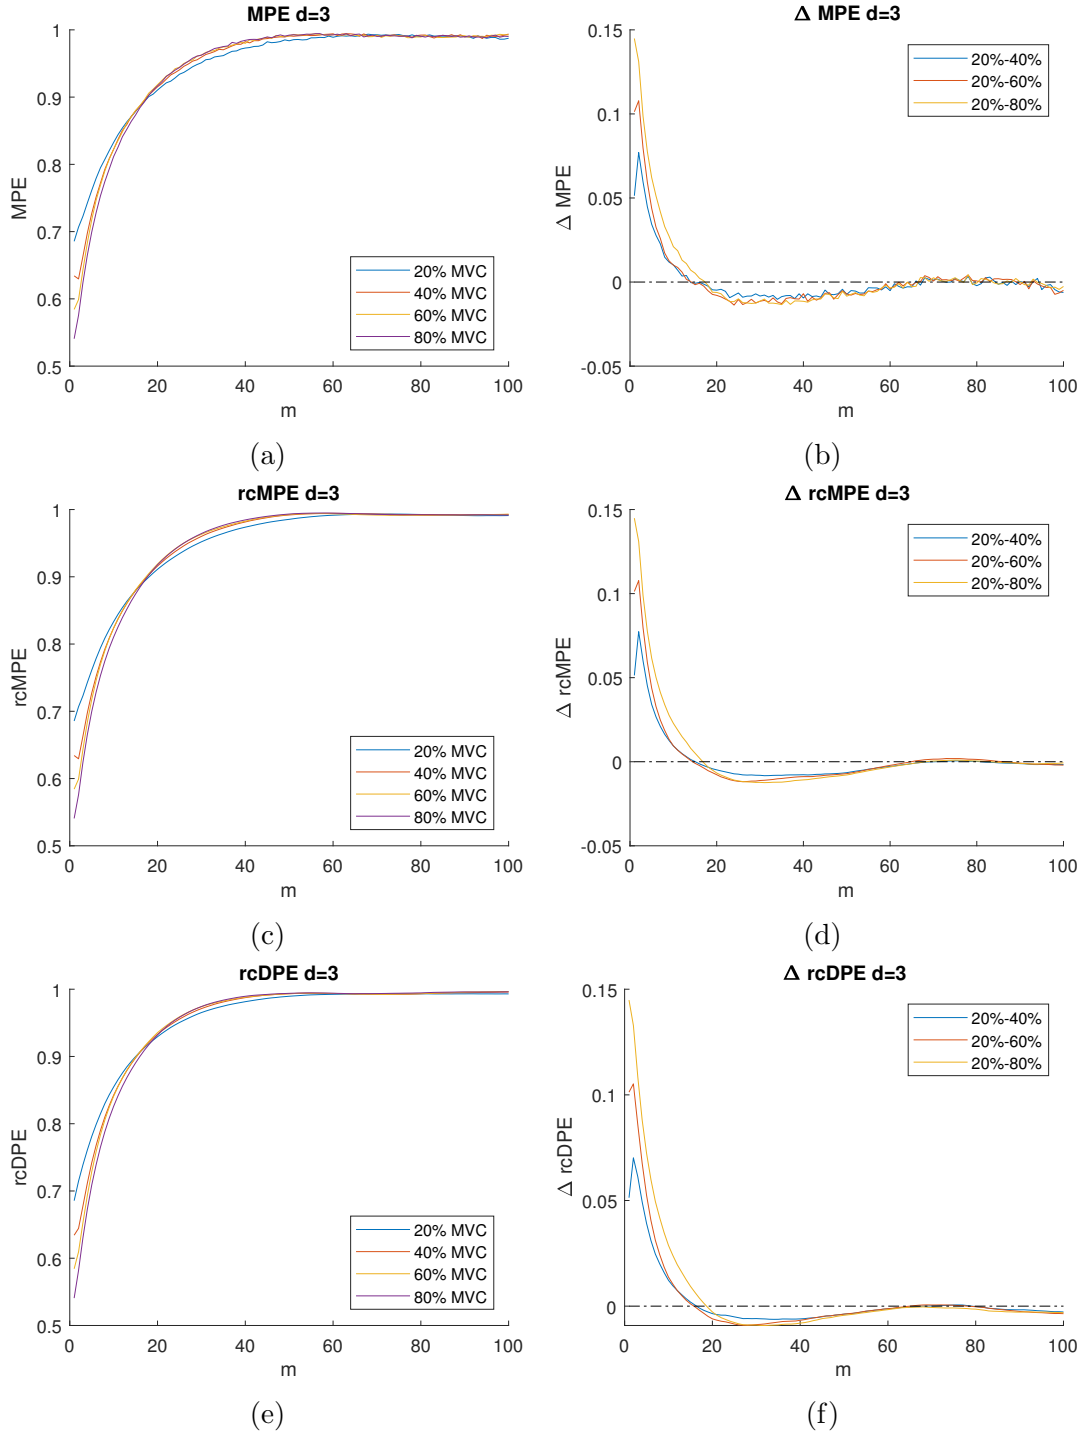 MPE d=3
1
0.9
0.8
0.7
0.6
0.5
MPE
20% MVC
40% MVC
60% MVC
80% MVC
0 20 40 60 80 100
m
(a)
Δ MPE d=3
0.15
0.1
0.05
0
-0.05
Δ MPE
20%-40%
20%-60%
20%-80%
0 20 40 60 80 100
m
(b)
rcMPE d=3
1
0.9
0.8
0.7
0.6
0.5
rcMPE
20% MVC
40% MVC
60% MVC
80% MVC
0 20 40 60 80 100
m
(c)
Δ rcMPE d=3
0.15
0.1
0.05
0
-0.05
Δ rcMPE
20%-40%
20%-60%
20%-80%
0 20 40 60 80 100
m
(d)
rcDPE d=3
1
0.9
0.8
0.7
0.6
0.5
rcDPE
20% MVC
40% MVC
60% MVC
80% MVC
0 20 40 60 80 100
m
(e)
Δ rcDPE d=3
0.15
0.1
0.05
0
Δ rcDPE
20%-40%
20%-60%
20%-80%
0 20 40 60 80 100
m
(f)